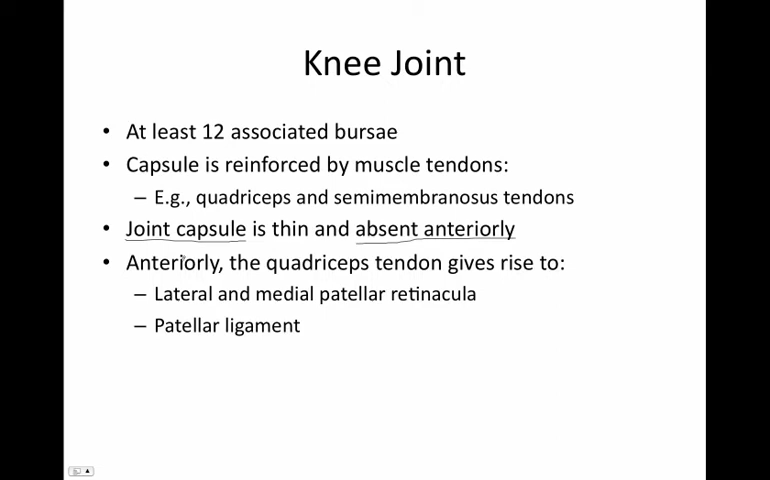 Knee Joint
• At least 12 associated bursae
• Capsule is reinforced by muscle tendons:
– E.g., quadriceps and semimembranosus tendons
• Joint capsule is thin and absent anteriorly
• Anteriorly, the quadriceps tendon gives rise to:
– Lateral and medial patellar retinacula
– Patellar ligament